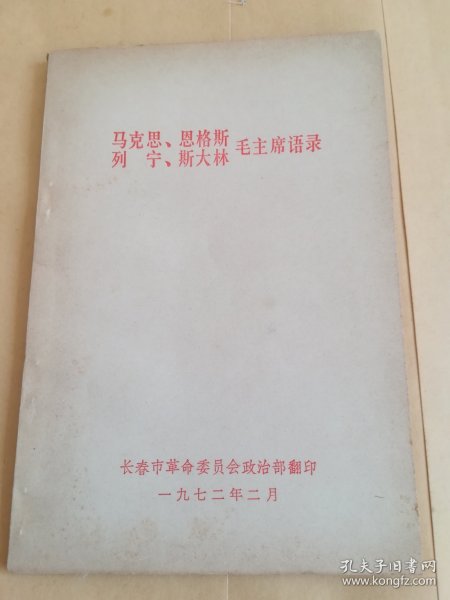 马克思、恩格斯
列 宁、斯大林 毛主席语录
长春市革命委员会政治部翻印
一九七二年二月
孔夫子旧书网
www.kongfz.com